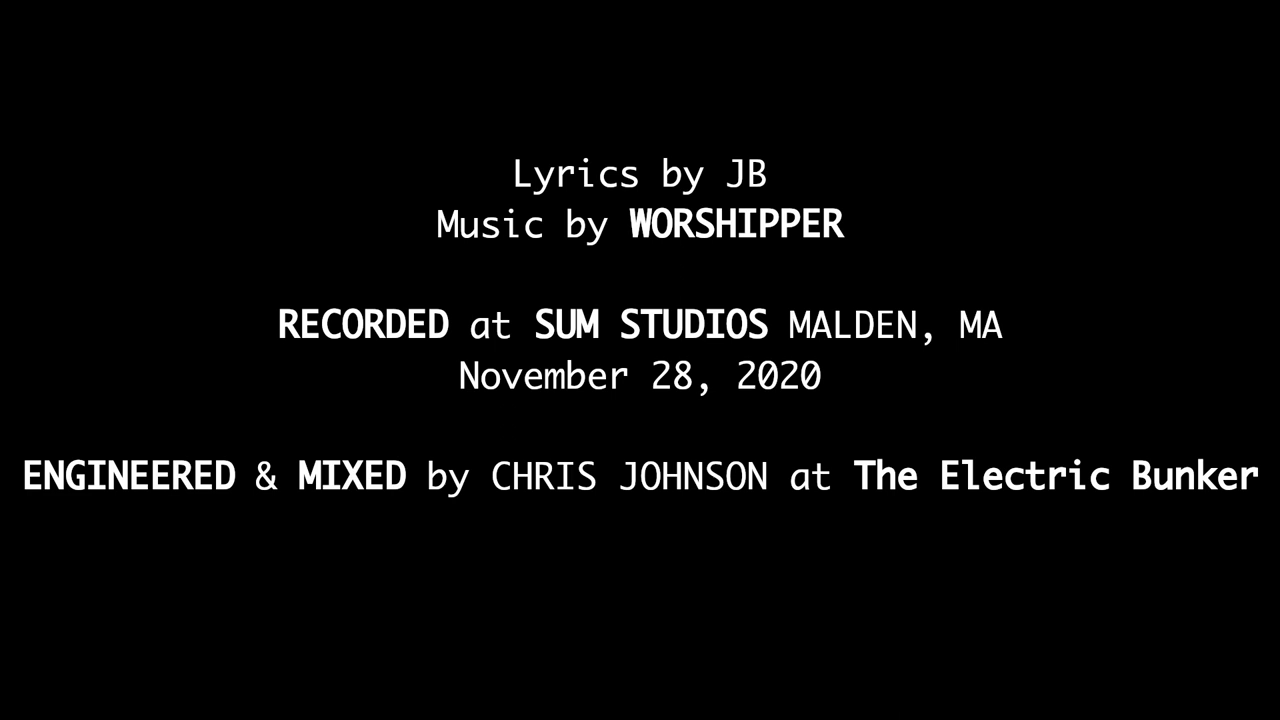 Lyrics by JB
Music by WORSHIPPER
RECORDED at SUM STUDIOS MALDEN, MA
November 28, 2020
ENGINEERED & MIXED by CHRIS JOHNSON at The Electric Bunker